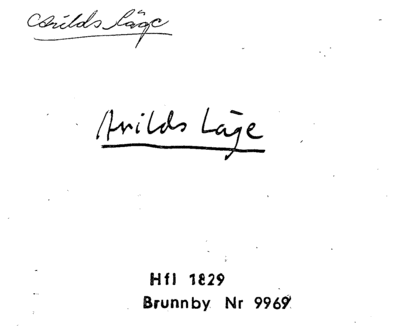 Arilds Läge
Arilds Läge
Hfl 1829
Brunnby Nr 9969